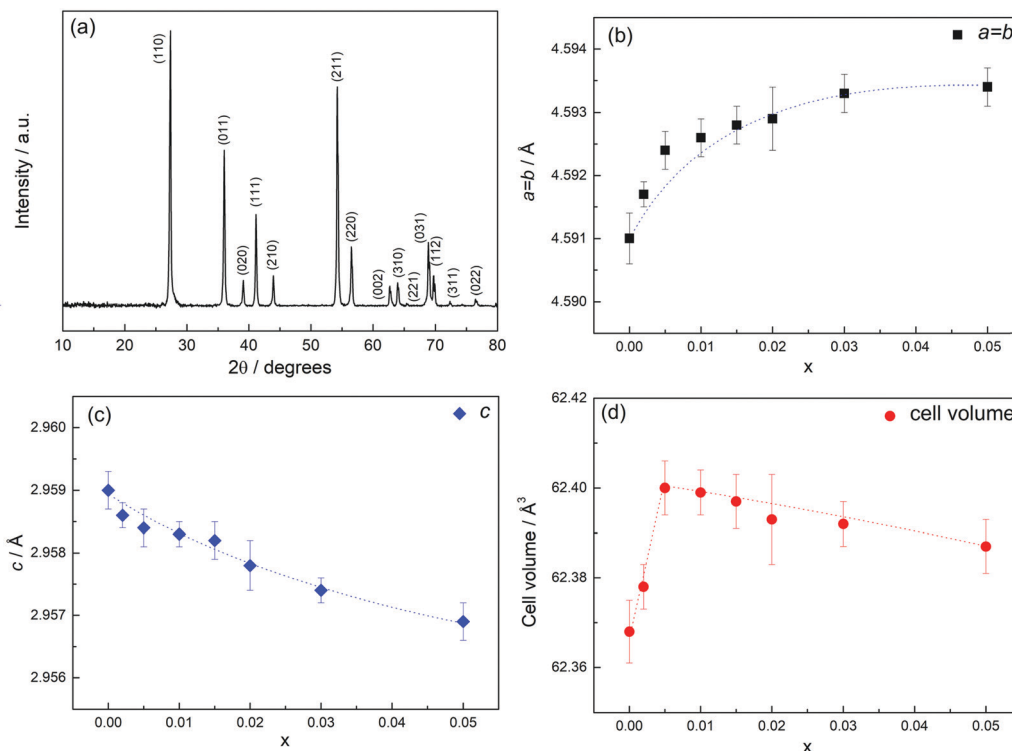 (a)
(110)
(011)
(020)
(111)
(210)
(211)
(220)
(002)
(310)
(221)
(031)
(112)
(311)
(022)
Intensity / a.u.
10 20 30 40 50 60 70 80
2θ / degrees
(b)
a=b
4.594
4.593
4.592
4.591
4.590
a=b / Å
0.00 0.01 0.02 0.03 0.04 0.05
x
(c)
c
2.960
2.959
2.958
2.957
2.956
c / Å
0.00 0.01 0.02 0.03 0.04 0.05
x
(d)
cell volume
62.42
62.40
62.38
62.36
Cell volume / Å³
0.00 0.01 0.02 0.03 0.04 0.05
x